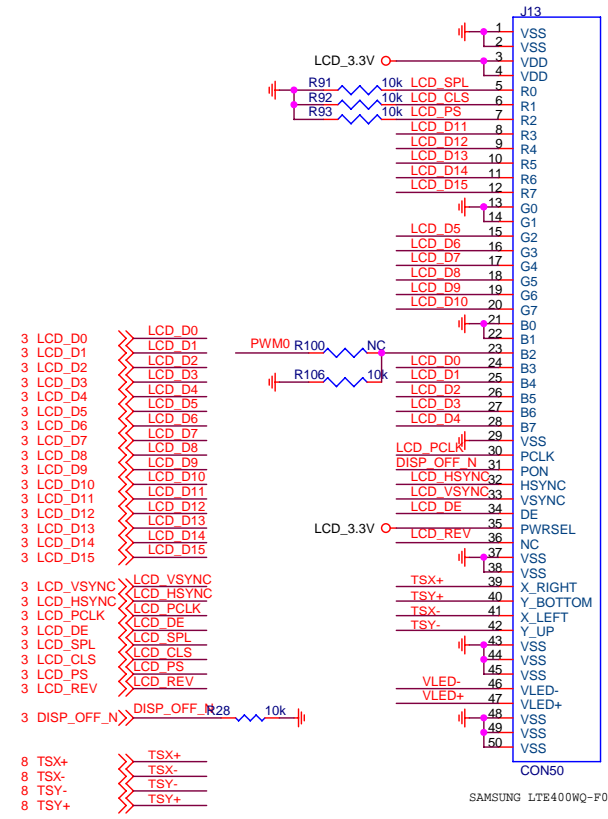 J13
1 VSS
2 VSS
LCD_3.3V 3 VDD
4 VDD
R91 10k LCD_SPL 5 R0
R92 10k LCD_CLS 6 R1
R93 10k LCD_PS 7 R2
LCD_D11 8 R3
LCD_D12 9 R4
LCD_D13 10 R5
LCD_D14 11 R6
LCD_D15 12 R7
13 G0
14 G1
LCD_D5 15 G2
LCD_D6 16 G3
LCD_D7 17 G4
LCD_D8 18 G5
LCD_D9 19 G6
LCD_D10 20 G7
21 B0
22 B1
PWM0 R100 NC 23 B2
LCD_D0 24 B3
R106 10k LCD_D1 25 B4
LCD_D2 26 B5
LCD_D3 27 B6
LCD_D4 28 B7
29 VSS
LCD_PCLK 30 PCLK
DISP_OFF_N 31 PON
LCD_HSYNC 32 HSYNC
LCD_VSYNC 33 VSYNC
LCD_DE 34 DE
LCD_3.3V 35 PWRSEL
LCD_REV 36 NC
37 VSS
38 VSS
TSX+ 39 X_RIGHT
TSY+ 40 Y_BOTTOM
TSX- 41 X_LEFT
TSY- 42 Y_UP
43 VSS
44 VSS
45 VSS
VLED- 46 VLED-
VLED+ 47 VLED+
48 VSS
49 VSS
50 VSS
CON50
SAMSUNG LTE400WQ-F0
3 LCD_D0 LCD_D0
3 LCD_D1 LCD_D1
3 LCD_D2 LCD_D2
3 LCD_D3 LCD_D3
3 LCD_D4 LCD_D4
3 LCD_D5 LCD_D5
3 LCD_D6 LCD_D6
3 LCD_D7 LCD_D7
3 LCD_D8 LCD_D8
3 LCD_D9 LCD_D9
3 LCD_D10 LCD_D10
3 LCD_D11 LCD_D11
3 LCD_D12 LCD_D12
3 LCD_D13 LCD_D13
3 LCD_D14 LCD_D14
3 LCD_D15 LCD_D15
3 LCD_VSYNC LCD_VSYNC
3 LCD_HSYNC LCD_HSYNC
3 LCD_PCLK LCD_PCLK
3 LCD_DE LCD_DE
3 LCD_SPL LCD_SPL
3 LCD_CLS LCD_CLS
3 LCD_PS LCD_PS
3 LCD_REV LCD_REV
3 DISP_OFF_N DISP_OFF_N R28 10k
8 TSX+ TSX+
8 TSX- TSX-
8 TSY- TSY-
8 TSY+ TSY+